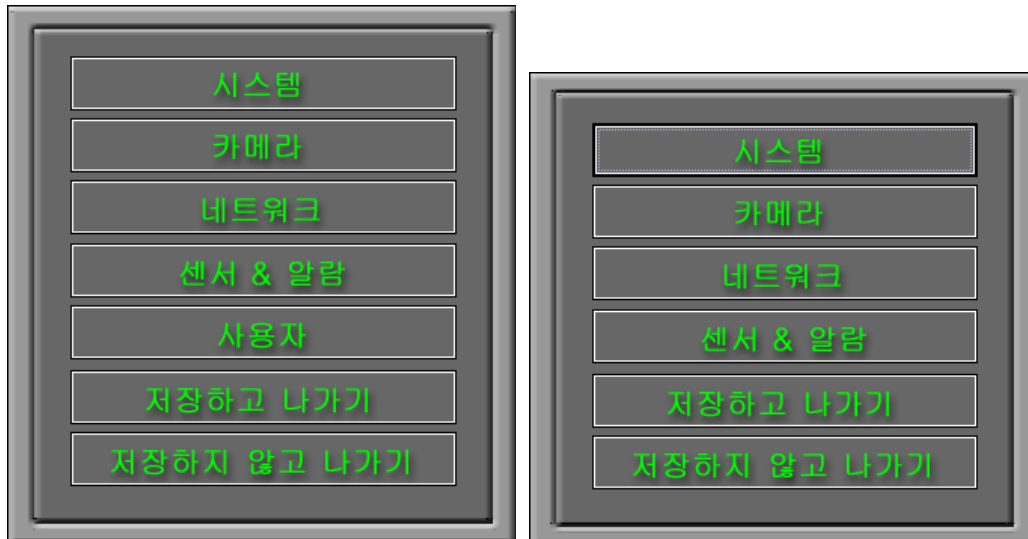 시스템
카메라
네트워크
센서 & 알람
사용자
저장하고 나가기
저장하지 않고 나가기
시스템
카메라
네트워크
센서 & 알람
저장하고 나가기
저장하지 않고 나가기